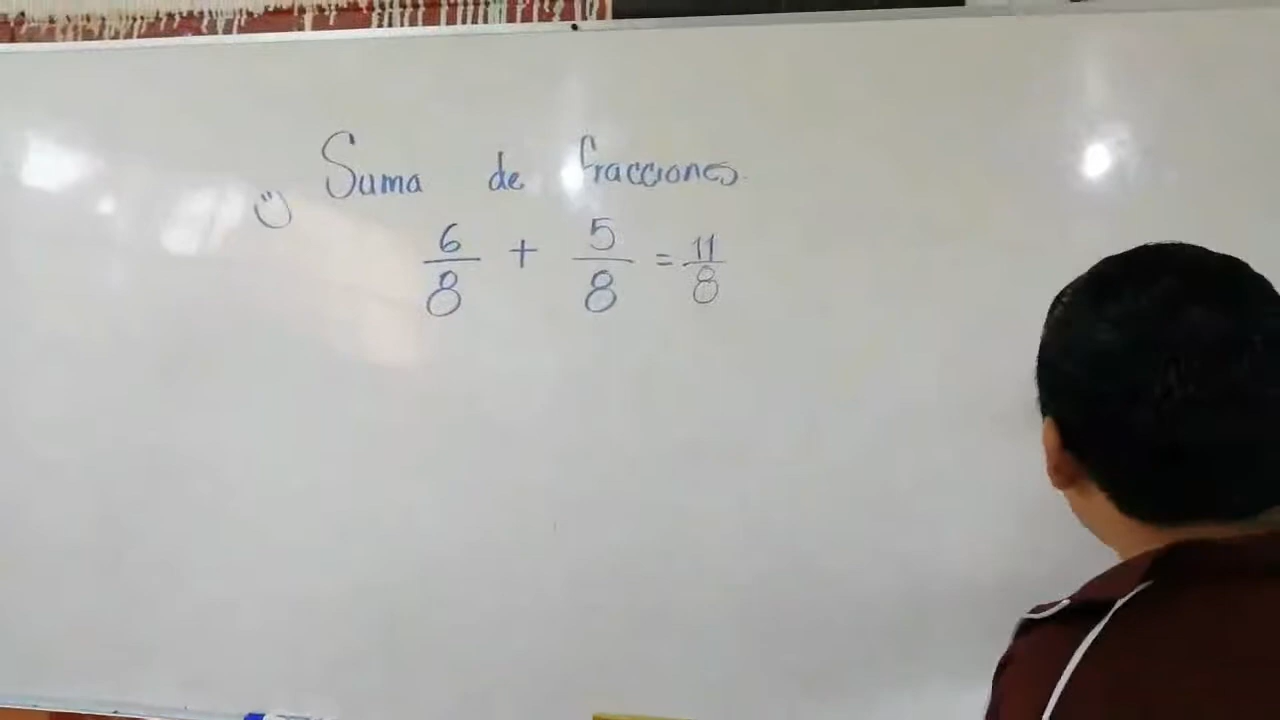 Suma de fracciones.
6/8 + 5/8 = 11/8